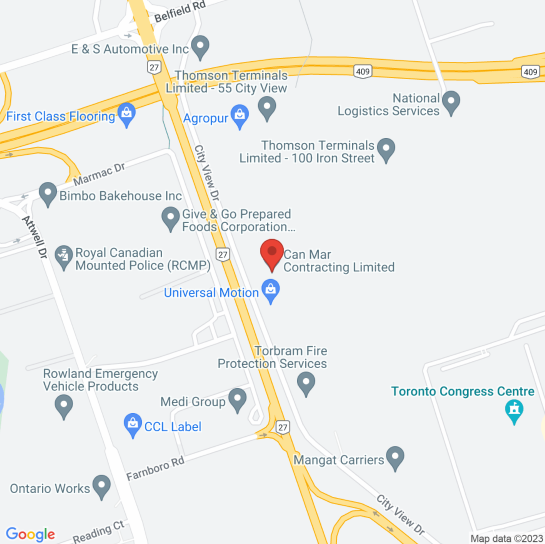 Belfield Rd
E & S Automotive Inc
27
409
409
Thomson Terminals
Limited - 55 City View
National
Logistics Services
First Class Flooring
Agropur
Thomson Terminals
Limited - 100 Iron Street
City View Dr
Marmac Dr
Bimbo Bakehouse Inc
Give & Go Prepared
Foods Corporation...
Attwell Dr
Royal Canadian
Mounted Police (RCMP)
27
Can Mar
Contracting Limited
Universal Motion
Torbram Fire
Protection Services
Rowland Emergency
Vehicle Products
Medi Group
Toronto Congress Centre
CCL Label
27
Farnboro Rd
Mangat Carriers
Ontario Works
City View Dr
Reading Ct
Google
Map data ©2023